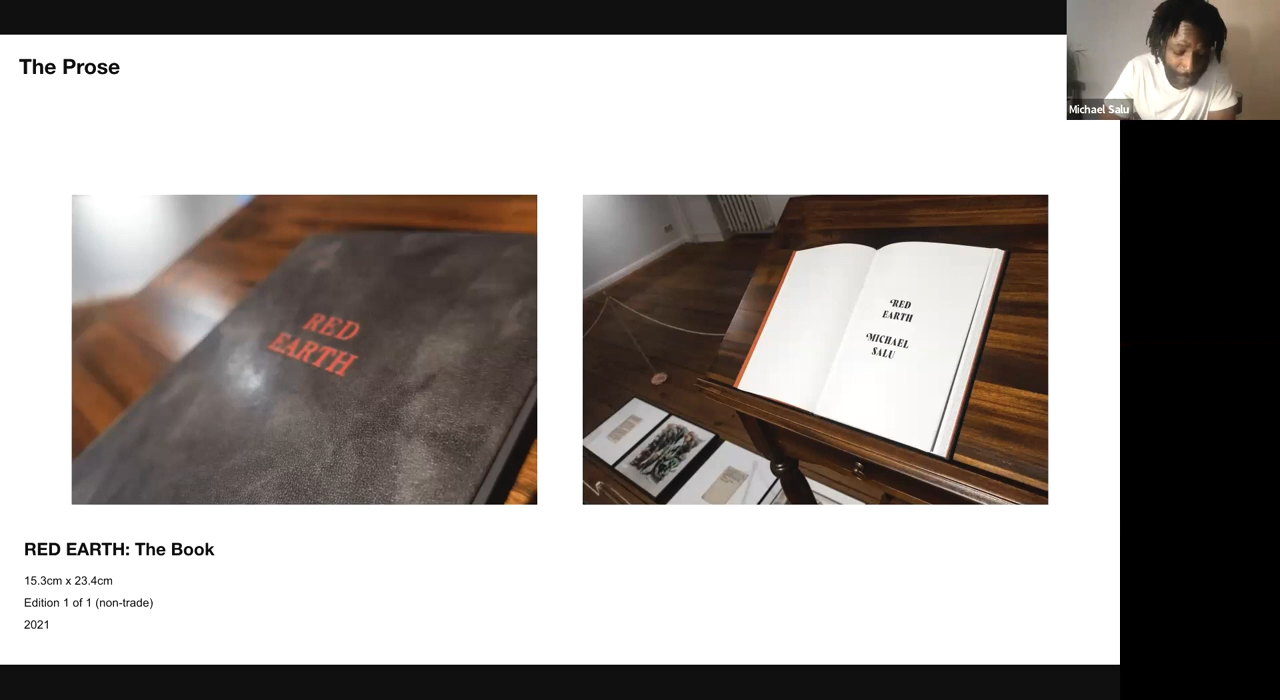 The Prose
Michael Salu
RED
EARTH
RED
EARTH
MICHAEL
SALU
RED EARTH: The Book
15.3cm x 23.4cm
Edition 1 of 1 (non-trade)
2021